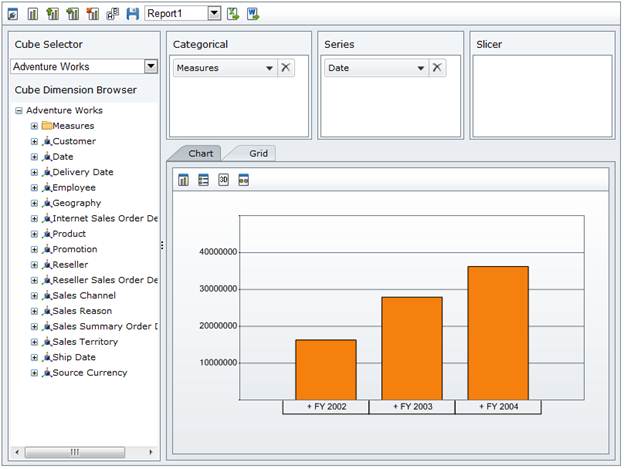 Report1
Cube Selector
Adventure Works
Cube Dimension Browser
Adventure Works
Measures
Customer
Date
Delivery Date
Employee
Geography
Internet Sales Order De
Product
Promotion
Reseller
Reseller Sales Order De
Sales Channel
Sales Reason
Sales Summary Order D
Sales Territory
Ship Date
Source Currency
Categorical
Measures
Series
Date
Slicer
Chart
Grid
3D
40000000
30000000
20000000
10000000
+ FY 2002
+ FY 2003
+ FY 2004